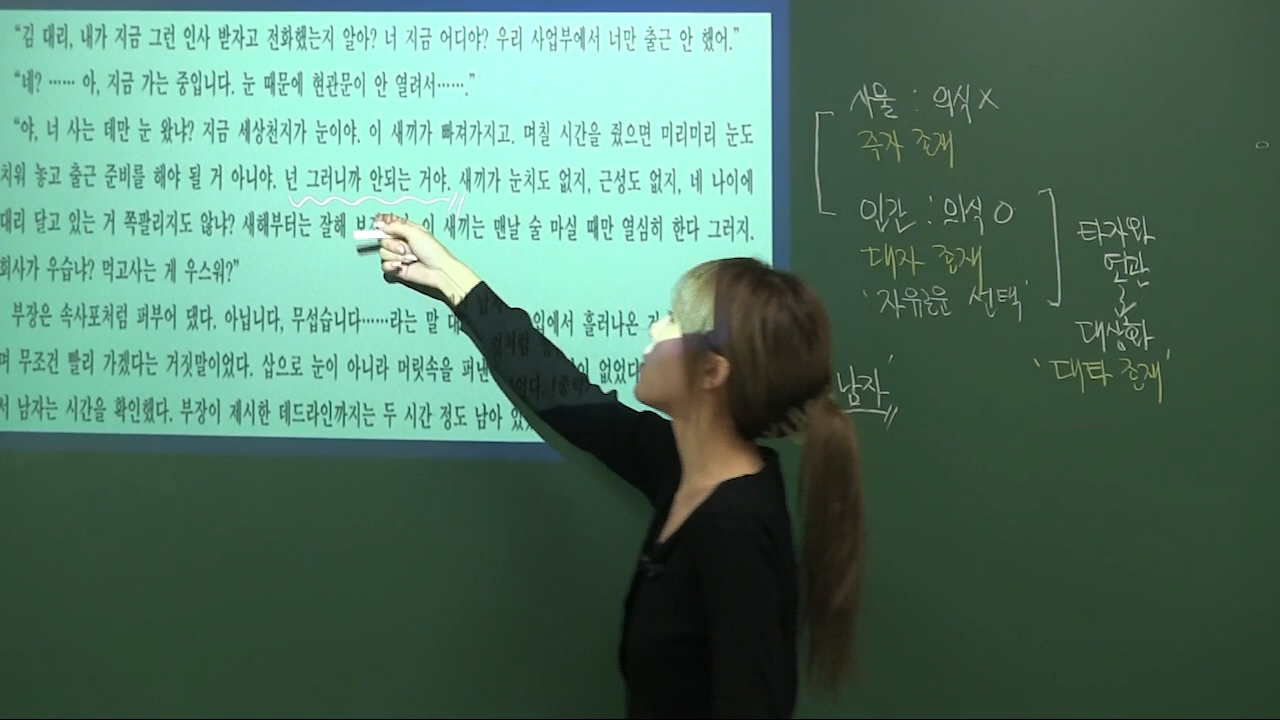 “김 대리, 내가 지금 그런 인사 받자고 전화했는지 알아? 너 지금 어디야? 우리 사업부에서 너만 출근 안 했어.”
“네? …… 아, 지금 가는 중입니다. 눈 때문에 현관문이 안 열려서…….”
“야, 너 사는 데만 눈 왔냐? 지금 세상천지가 눈이야. 이 새끼가 빠져가지고. 며칠 시간을 줬으면 미리미리 눈도
치워 놓고 출근 준비를 해야 될 거 아니야. 넌 그러니까 안되는 거야. 새끼가 눈치도 없지, 근성도 없지, 네 나이에
대리 달고 있는 거 쪽팔리지도 않냐? 새해부터는 잘해 이 새끼는 맨날 술 마실 때만 열심히 한다 그러지.
회사가 우습냐? 먹고사는 게 우스워?”
부장은 속사포처럼 퍼부어 댔다. 아닙니다, 무섭습니다……라는 말 입에서 흘러나온
며 무조건 빨리 가겠다는 거짓말이었다. 삽으로 눈이 아니라 머릿속을 퍼낸 없었다
서 남자는 시간을 확인했다. 부장이 제시한 데드라인까지는 두 시간 정도 남아
사물 : 의식 X
즉자 존재
인간 : 의식 O
대자 존재
‘자유로운 선택’
타자와
연관
대상화
‘대타 존재’
남자